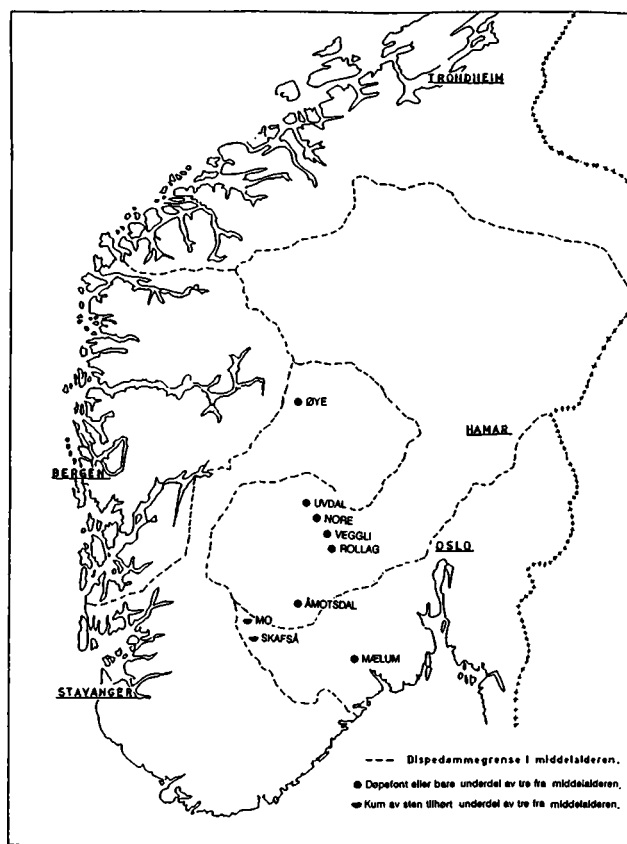 TRONDHEIM
ØYE
HAMAR
BERGEN
UVDAL
NORE
VEGGLI
ROLLAG
OSLO
ÅMOTSDAL
MO
SKAFSÅ
MÆLUM
STAVANGER
Bispedømmegrense i middelalderen.
Døpefont eller bare underdel av tre fra middelalderen.
Kum av sten tilhørt underdel av tre fra middelalderen.